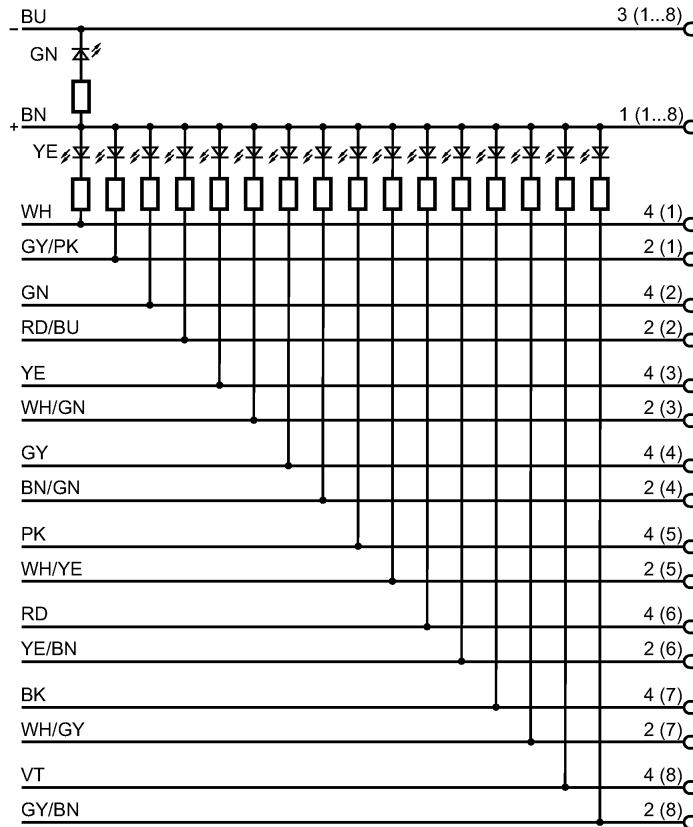 BU 3 (1...8)
−
GN
BN 1 (1...8)
+
YE
WH 4 (1)
GY/PK 2 (1)
GN 4 (2)
RD/BU 2 (2)
YE 4 (3)
WH/GN 2 (3)
GY 4 (4)
BN/GN 2 (4)
PK 4 (5)
WH/YE 2 (5)
RD 4 (6)
YE/BN 2 (6)
BK 4 (7)
WH/GY 2 (7)
VT 4 (8)
GY/BN 2 (8)